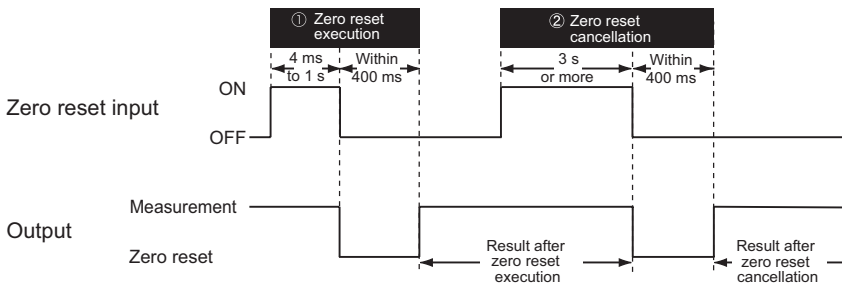 ① Zero reset
execution
② Zero reset
cancellation
4 ms
to 1 s
Within
400 ms
3 s
or more
Within
400 ms
Zero reset input
ON
OFF
Output
Measurement
Zero reset
Result after
zero reset
execution
Result after
zero reset
cancellation